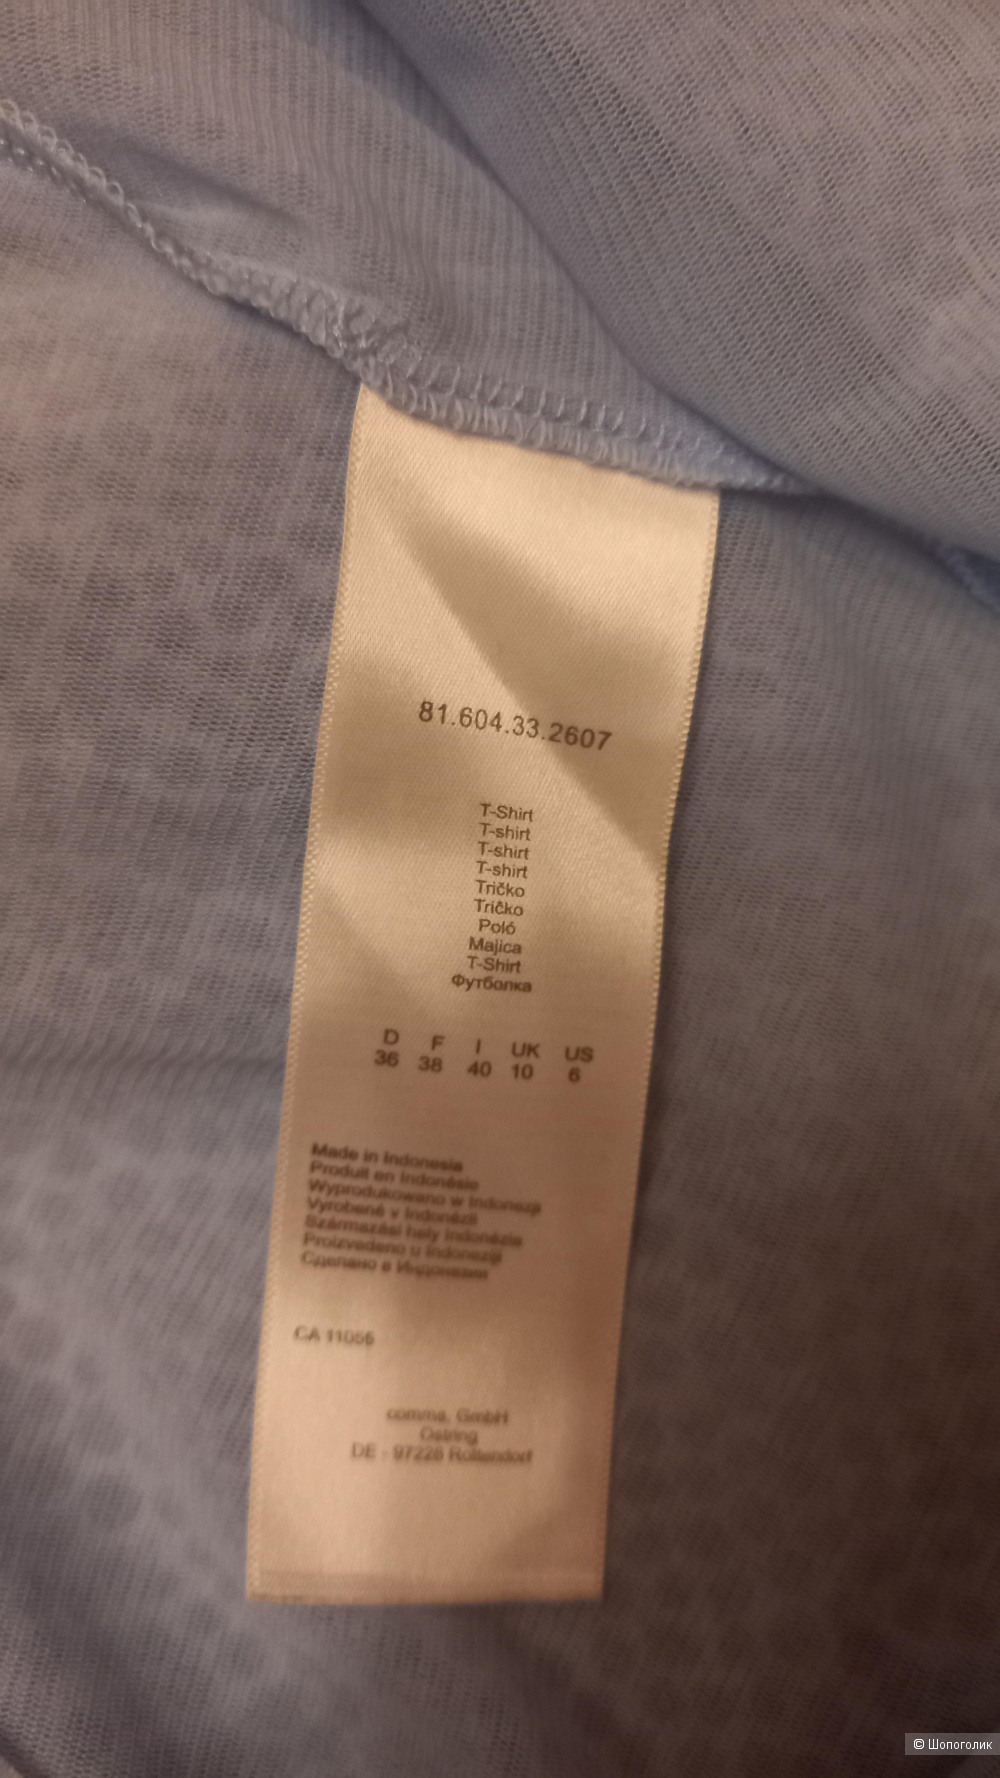 81.604.33.2607
T-Shirt
T-shirt
T-shirt
T-shirt
Tričko
Tričko
Poló
Majica
T-Shirt
Футболка
D F I UK US
36 38 40 10 6
Made in Indonesia
Produit en Indonésie
Wyprodukowano w Indonezji
Vyrobené v Indonézii
Származási hely Indonézia
Proizvedeno u Indoneziji
Сделано в Индонезии
CA 11056
comma, GmbH
Ostring
DE - 97228 Rottendorf
© Шопоголик